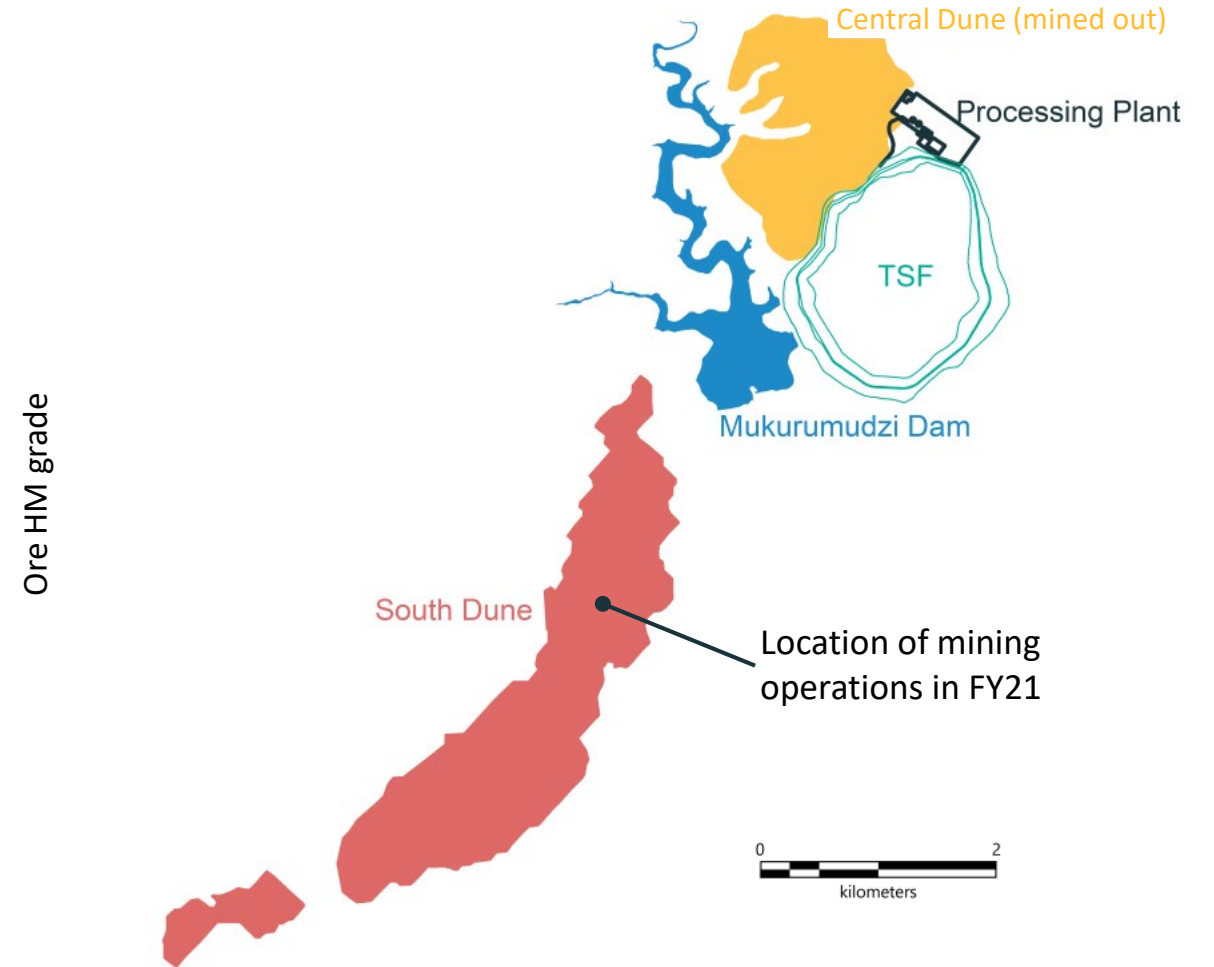 Central Dune (mined out)
Processing Plant
TSF
Mukurumudzi Dam
Ore HM grade
South Dune
Location of mining
operations in FY21
0 2
kilometers